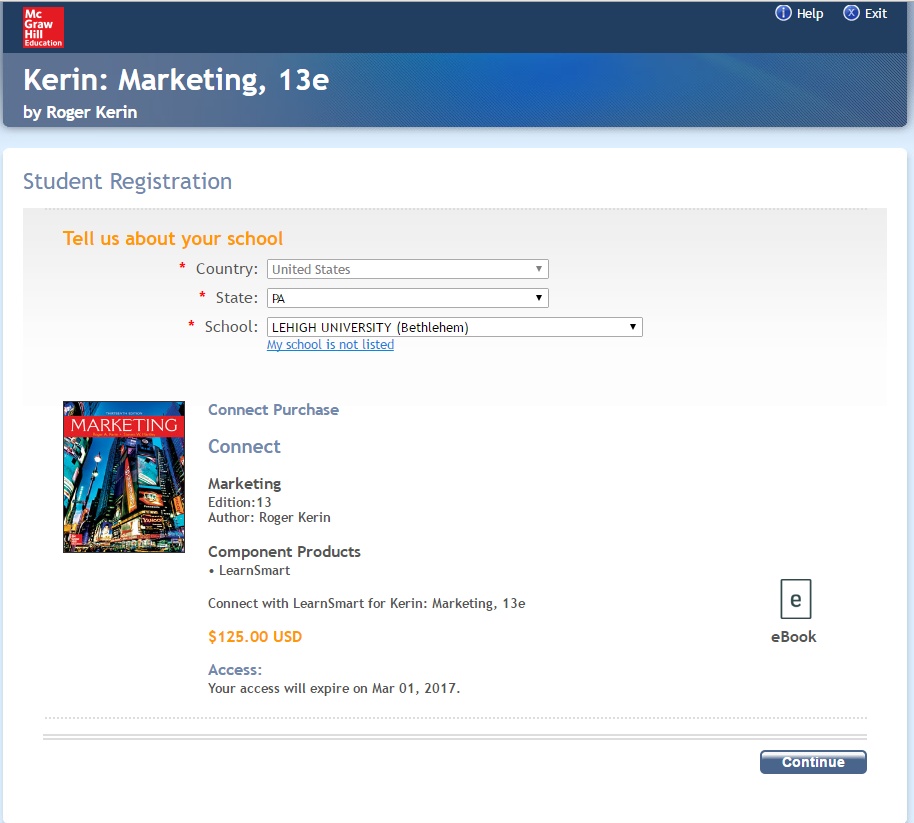 Mc
Graw
Hill
Education
Help
Exit
Kerin: Marketing, 13e
by Roger Kerin
Student Registration
Tell us about your school
* Country: United States
* State: PA
* School: LEHIGH UNIVERSITY (Bethlehem)
My school is not listed
MARKETING
Connect Purchase
Connect
Marketing
Edition:13
Author: Roger Kerin
Component Products
• LearnSmart
Connect with LearnSmart for Kerin: Marketing, 13e
e
eBook
$125.00 USD
Access:
Your access will expire on Mar 01, 2017.
Continue